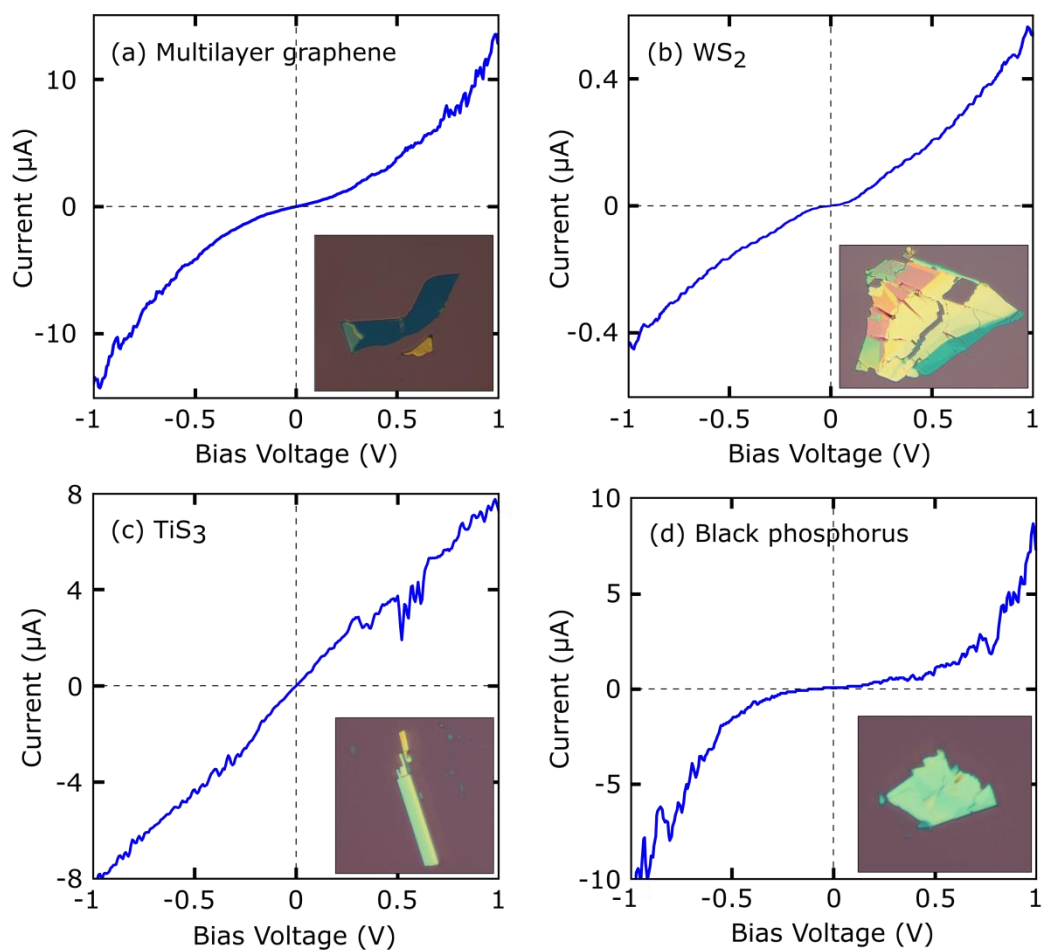 (a) Multilayer graphene
10
0
-10
Current (µA)
-1 -0.5 0 0.5 1
Bias Voltage (V)
(b) WS2
0.4
0
-0.4
Current (µA)
-1 -0.5 0 0.5 1
Bias Voltage (V)
(c) TiS3
8
4
0
-4
-8
Current (µA)
-1 -0.5 0 0.5 1
Bias Voltage (V)
(d) Black phosphorus
10
5
0
-5
-10
Current (µA)
-1 -0.5 0 0.5 1
Bias Voltage (V)